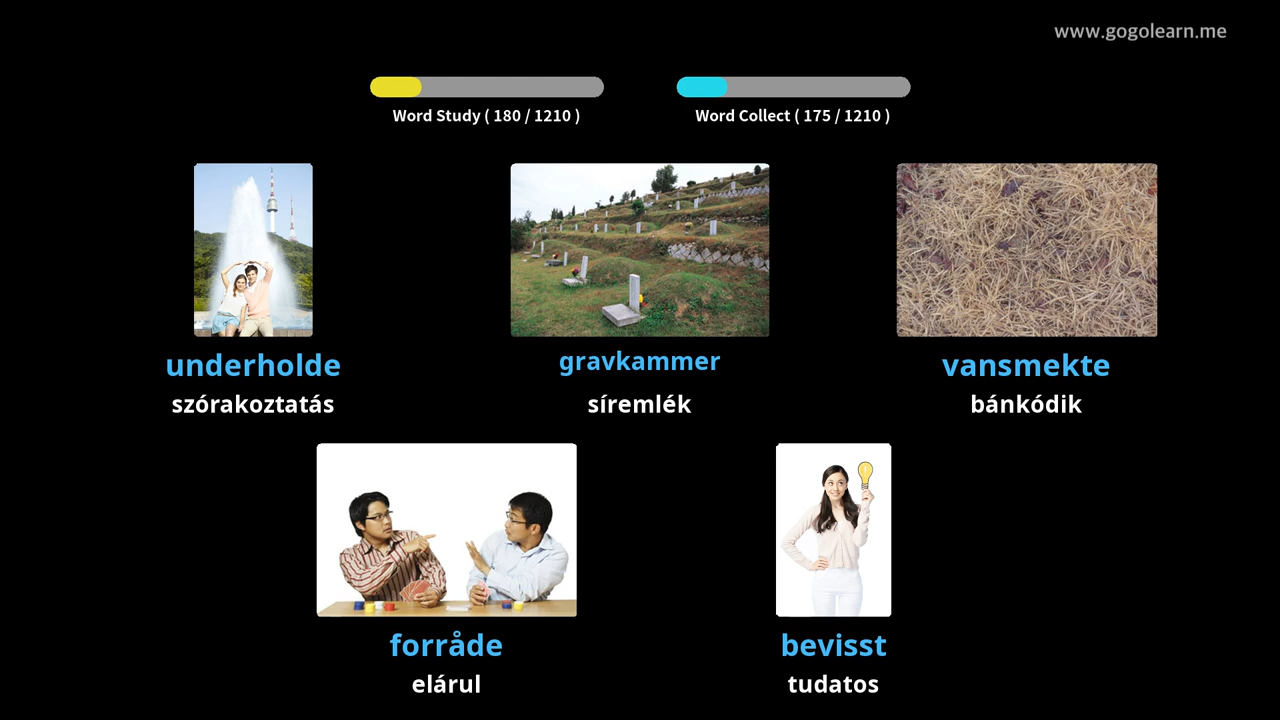 www.gogolearn.me
Word Study ( 180 / 1210 )
Word Collect ( 175 / 1210 )
underholde
szórakoztatás
gravkammer
síremlék
vansmekte
bánkódik
forråde
elárul
bevisst
tudatos